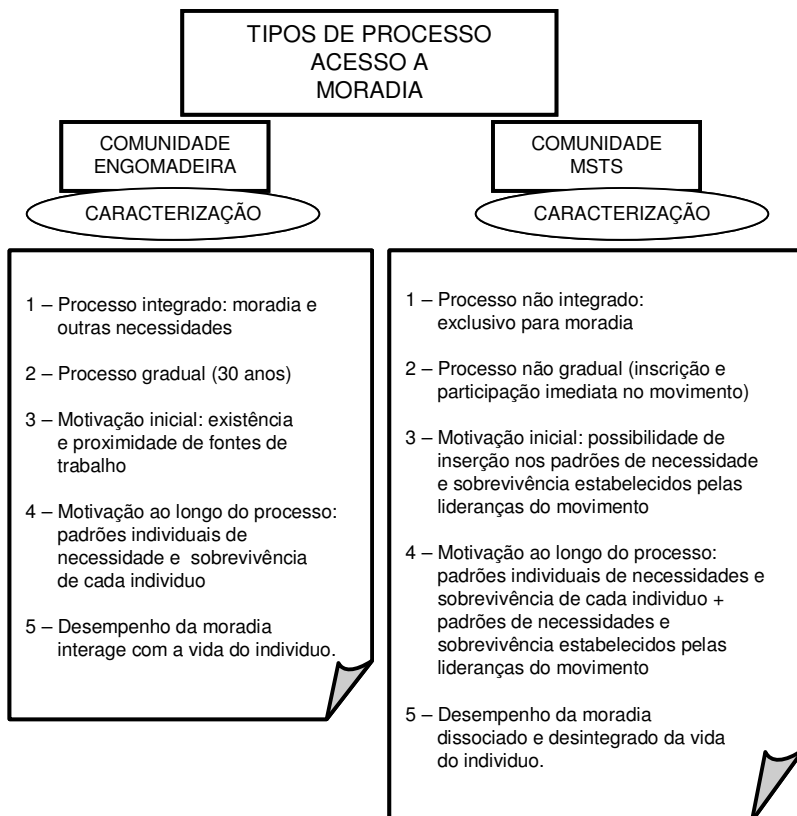 TIPOS DE PROCESSO
ACESSO A
MORADIA
COMUNIDADE
ENGOMADEIRA
CARACTERIZAÇÃO
1 – Processo integrado: moradia e
outras necessidades
2 – Processo gradual (30 anos)
3 – Motivação inicial: existência
e proximidade de fontes de
trabalho
4 – Motivação ao longo do processo:
padrões individuais de
necessidade e sobrevivência
de cada individuo
5 – Desempenho da moradia
interage com a vida do individuo.
COMUNIDADE
MSTS
CARACTERIZAÇÃO
1 – Processo não integrado:
exclusivo para moradia
2 – Processo não gradual (inscrição e
participação imediata no movimento)
3 – Motivação inicial: possibilidade de
inserção nos padrões de necessidade
e sobrevivência estabelecidos pelas
lideranças do movimento
4 – Motivação ao longo do processo:
padrões individuais de necessidades e
sobrevivência de cada individuo +
padrões de necessidades e
sobrevivência estabelecidos pelas
lideranças do movimento
5 – Desempenho da moradia
dissociado e desintegrado da vida
do individuo.